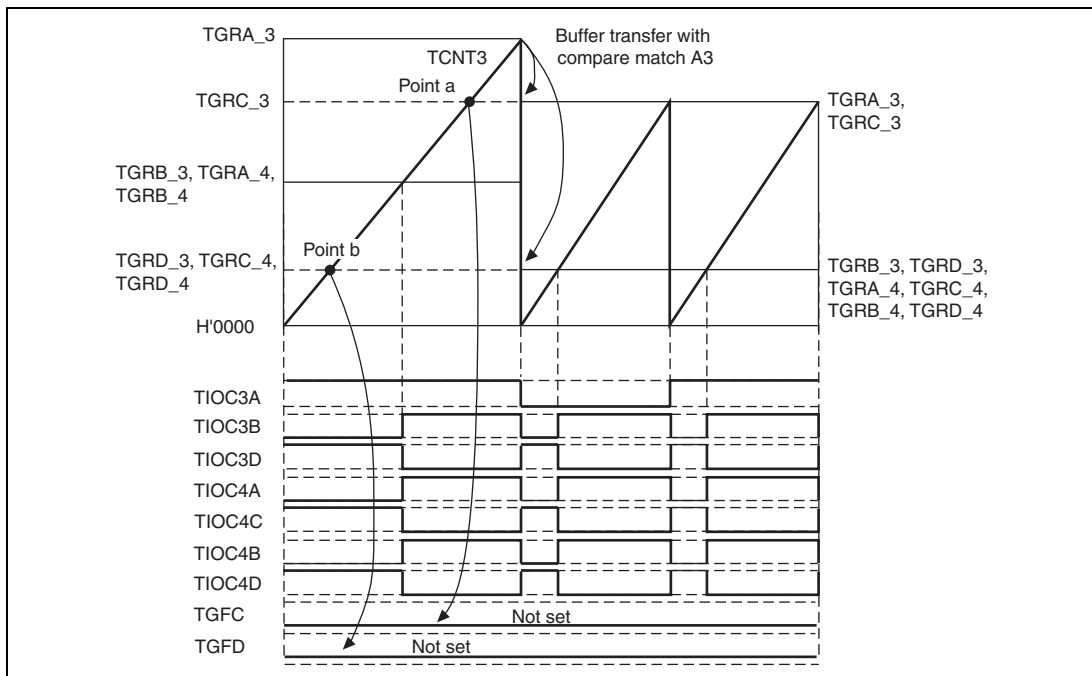 TGRA_3
TCNT3
Buffer transfer with
compare match A3
Point a
TGRC_3
TGRA_3,
TGRC_3
TGRB_3, TGRA_4,
TGRB_4
Point b
TGRD_3, TGRC_4,
TGRD_4
TGRB_3, TGRD_3,
TGRA_4, TGRC_4,
TGRB_4, TGRD_4
H'0000
TIOC3A
TIOC3B
TIOC3D
TIOC4A
TIOC4C
TIOC4B
TIOC4D
TGFC
Not set
TGFD
Not set